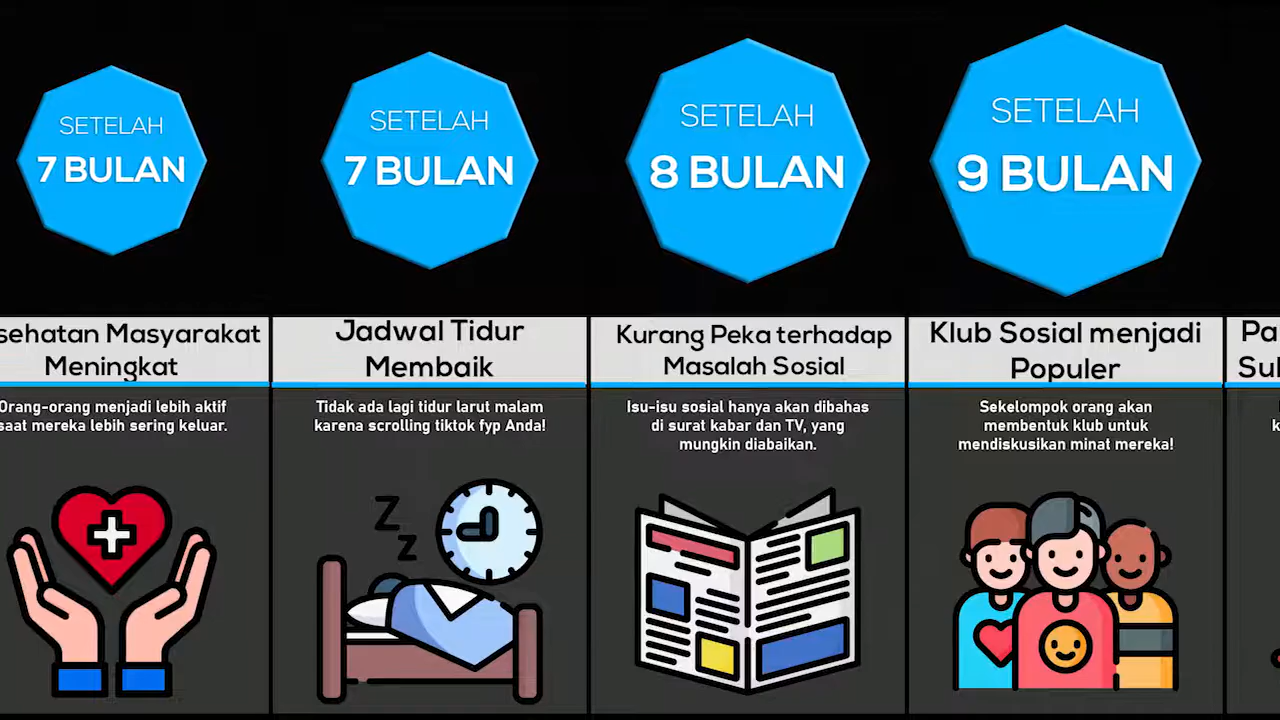 SETELAH
7 BULAN
SETELAH
7 BULAN
SETELAH
8 BULAN
SETELAH
9 BULAN
sehatan Masyarakat
Meningkat
Orang-orang menjadi lebih aktif
saat mereka lebih sering keluar.
Jadwal Tidur
Membaik
Tidak ada lagi tidur larut malam
karena scrolling tiktok fyp Anda!
Z
z
Kurang Peka terhadap
Masalah Sosial
Isu-isu sosial hanya akan dibahas
di surat kabar dan TV, yang
mungkin diabaikan.
Klub Sosial menjadi
Populer
Sekelompok orang akan
membentuk klub untuk
mendiskusikan minat mereka!
Pa
Sul